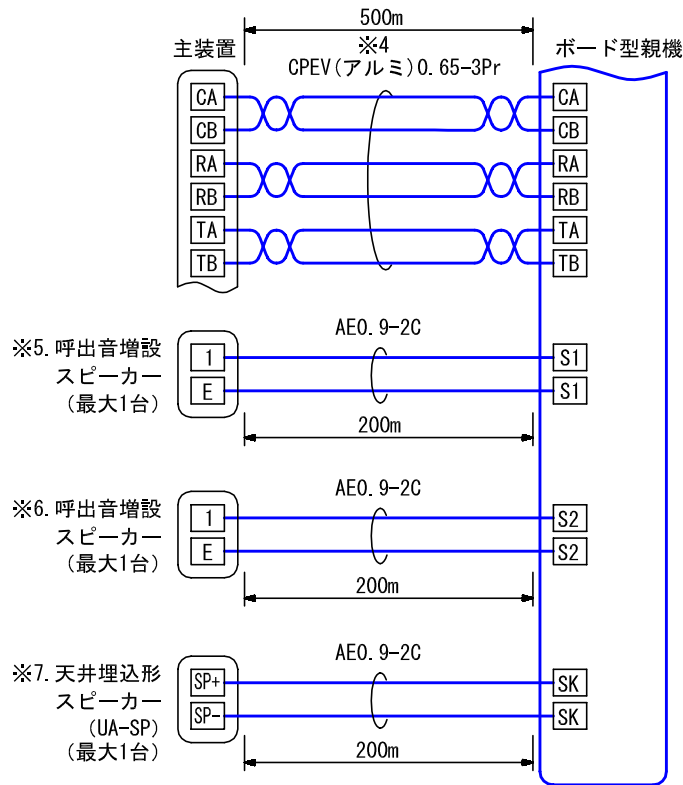 500m
主装置
※4
ボード型親機
CPEV(アルミ)0.65-3Pr
CA
CA
CB
CB
RA
RA
RB
RB
TA
TA
TB
TB
AE0.9-2C
※5. 呼出音増設
スピーカー
(最大1台)
1
S1
E
S1
200m
AE0.9-2C
※6. 呼出音増設
スピーカー
(最大1台)
1
S2
E
S2
200m
AE0.9-2C
※7. 天井埋込形
スピーカー
(UA-SP)
(最大1台)
SP+
SK
SP-
SK
200m